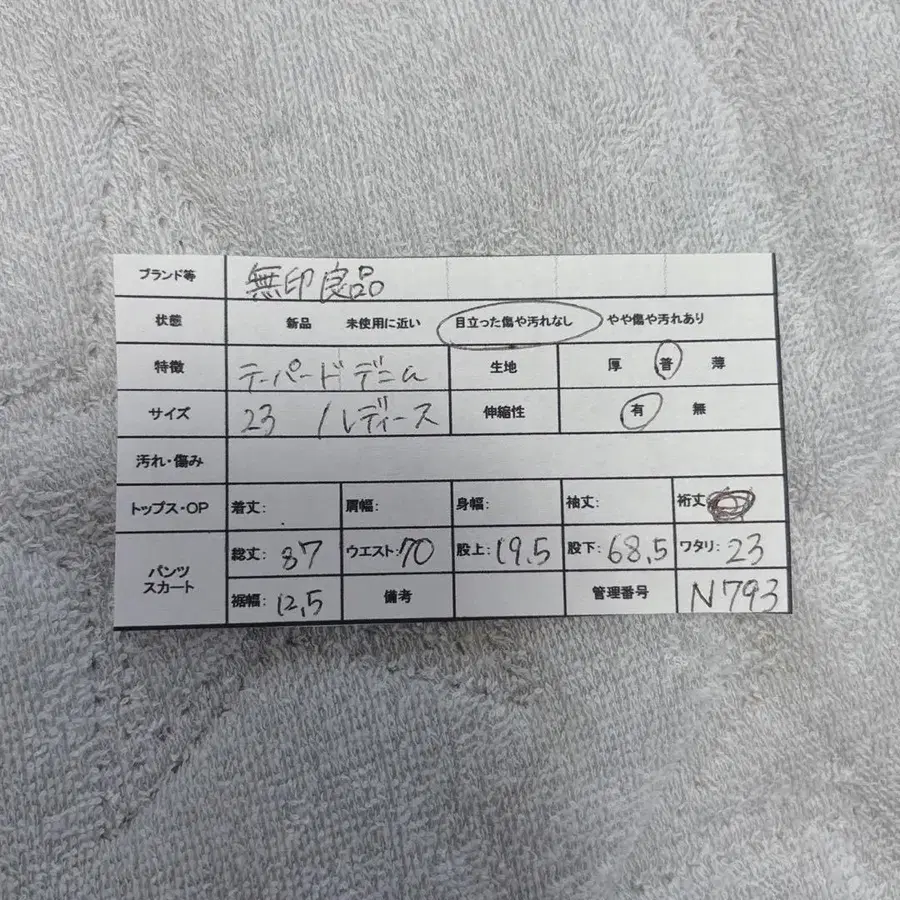 ブランド等 無印良品
状態 新品 未使用に近い 目立った傷や汚れなし やや傷や汚れあり
特徴 テーパードデニム 生地 厚 普 薄
サイズ 23 / レディース 伸縮性 有 無
汚れ・傷み
トップス・OP 着丈: 肩幅: 身幅: 袖丈: 裄丈
パンツ スカート 総丈: 87 ウエスト: 70 股上: 19.5 股下: 68.5 ワタリ: 23
裾幅: 12.5 備考 管理番号 N793